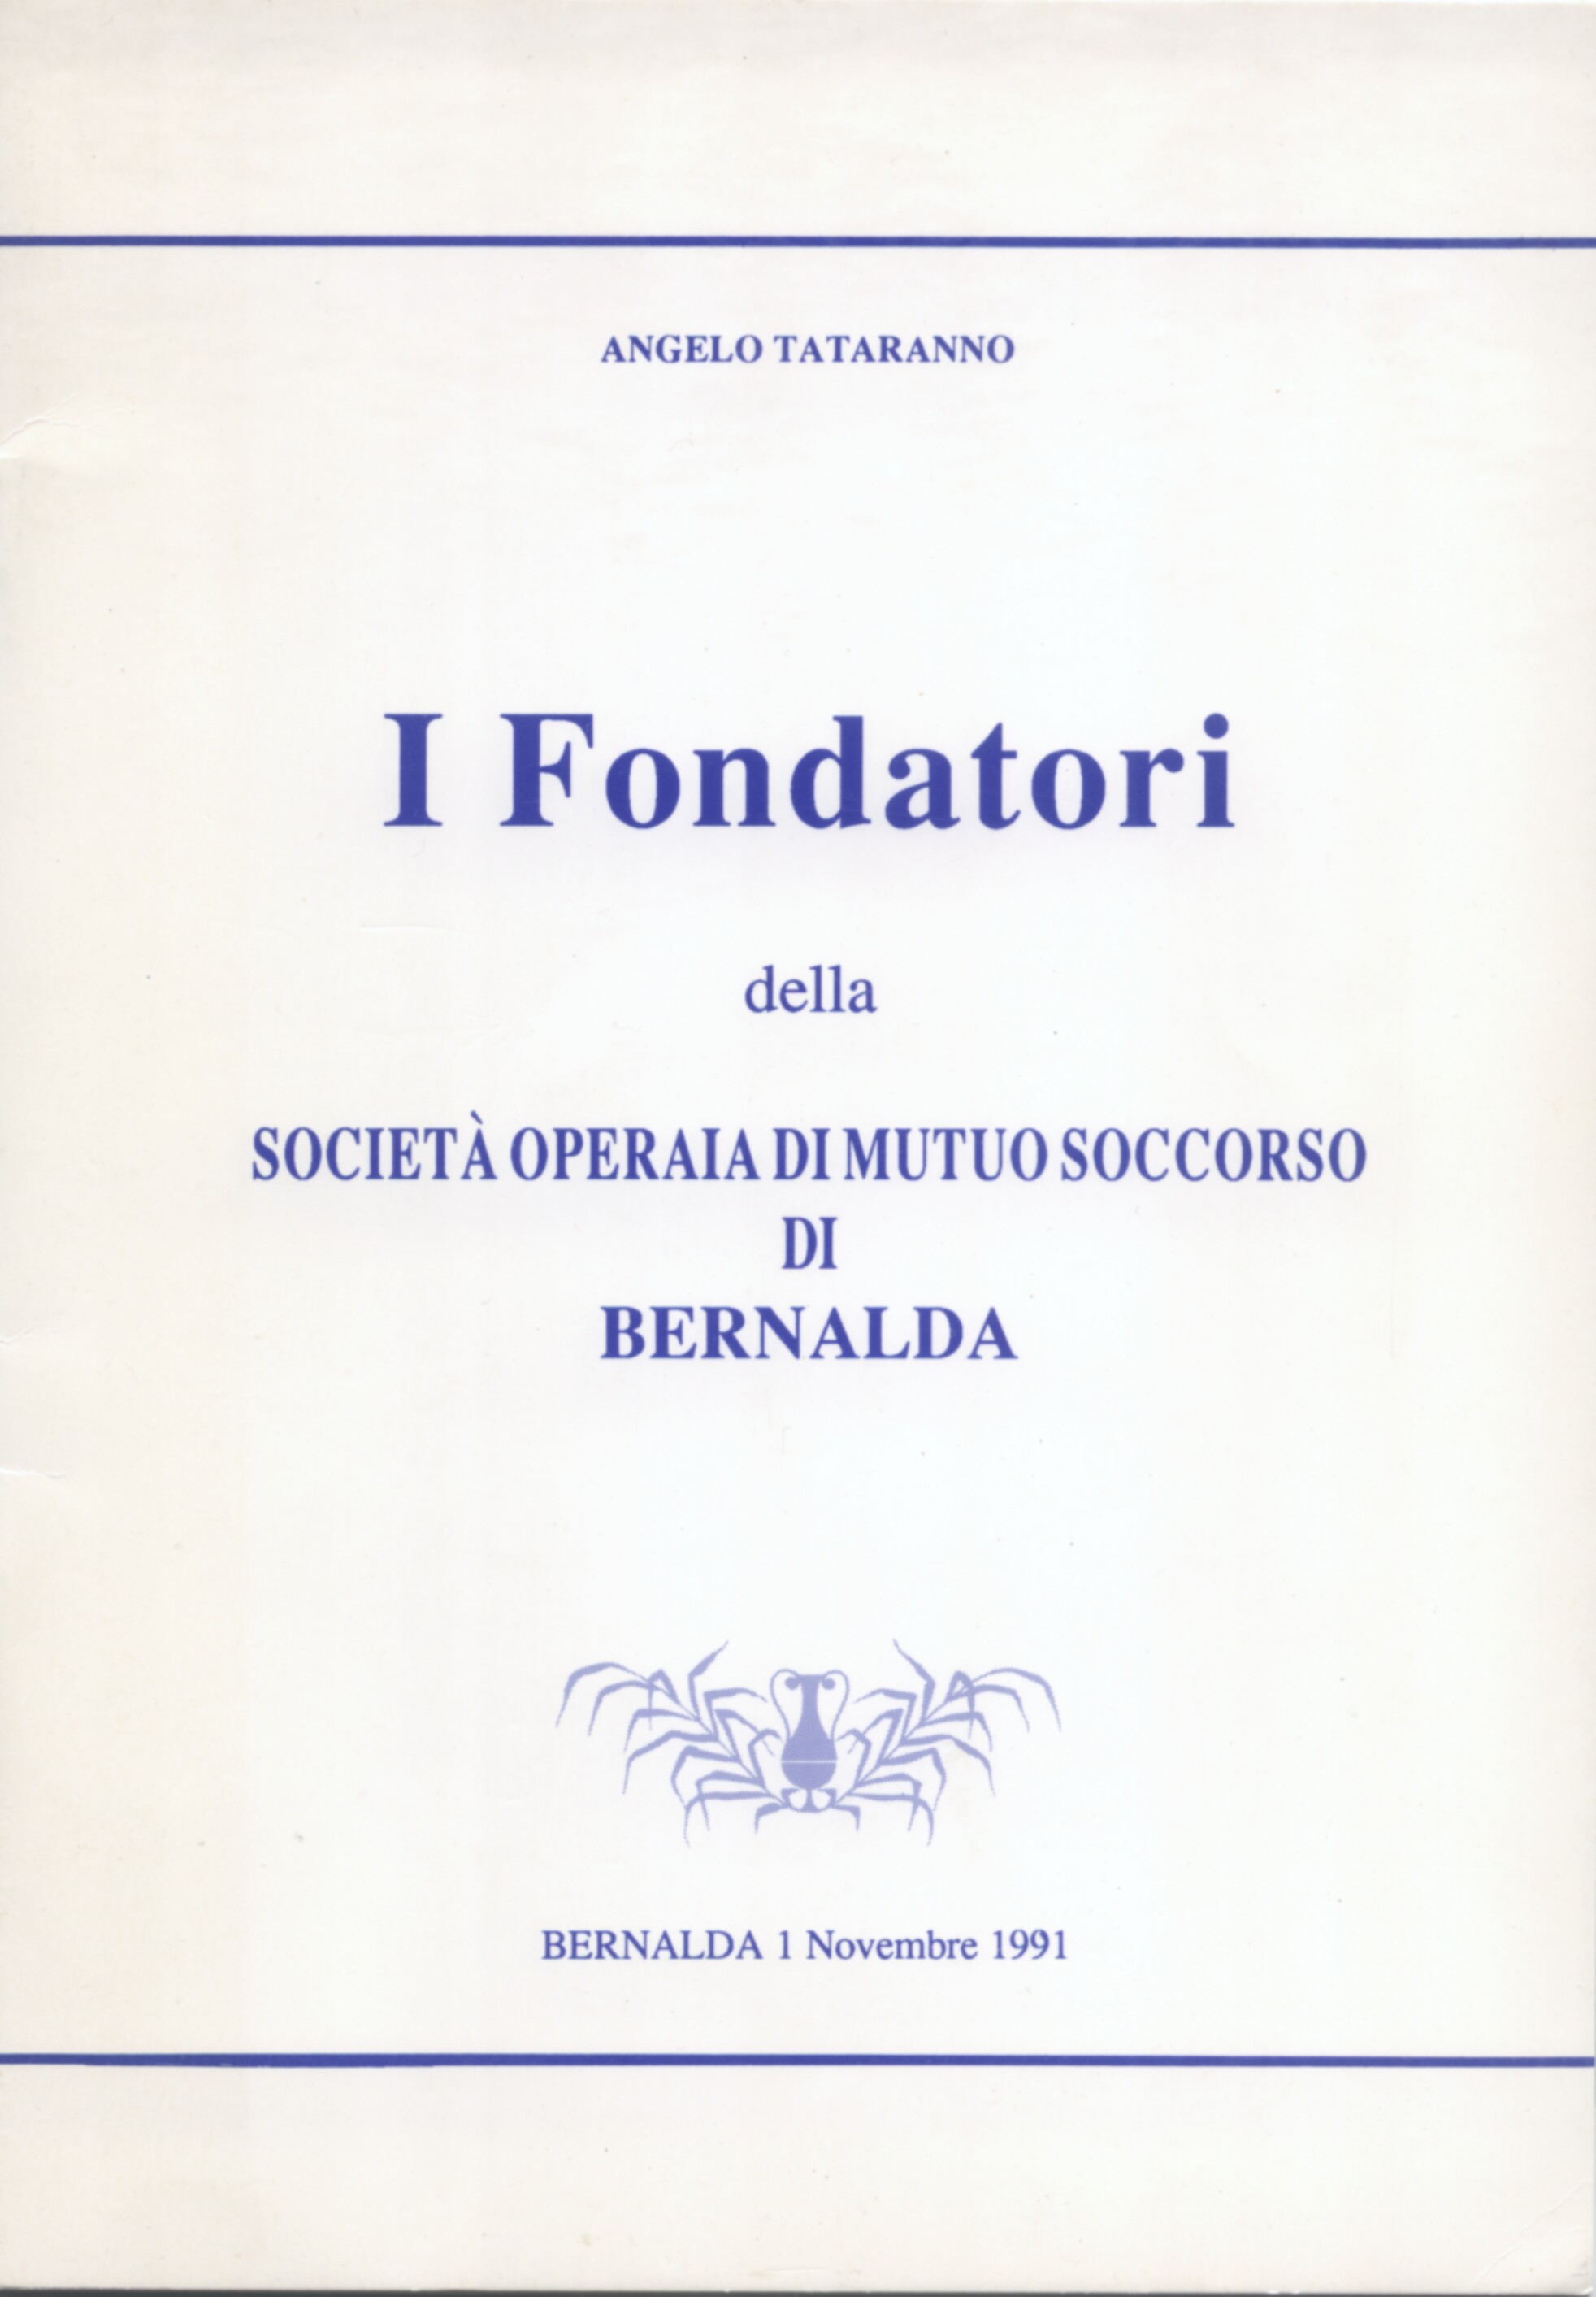 ANGELO TATARANNO
I Fondatori
della
SOCIETÀ OPERAIA DI MUTUO SOCCORSO
DI
BERNALDA
BERNALDA 1 Novembre 1991